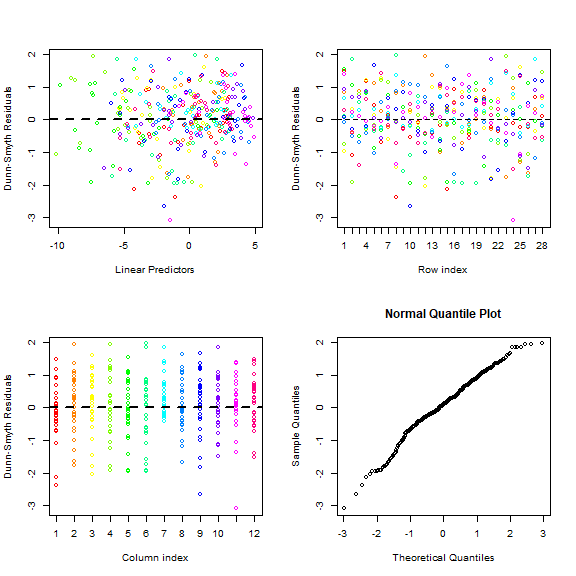 2
1
0
-1
-2
-3
Dunn-Smyth Residuals
-10 -5 0 5
Linear Predictors
2
1
0
-1
-2
-3
Dunn-Smyth Residuals
1 4 7 10 13 16 19 22 25 28
Row index
2
1
0
-1
-2
-3
Dunn-Smyth Residuals
1 2 3 4 5 6 7 8 9 10 12
Column index
Normal Quantile Plot
2
1
0
-1
-2
-3
Sample Quantiles
-3 -2 -1 0 1 2 3
Theoretical Quantiles